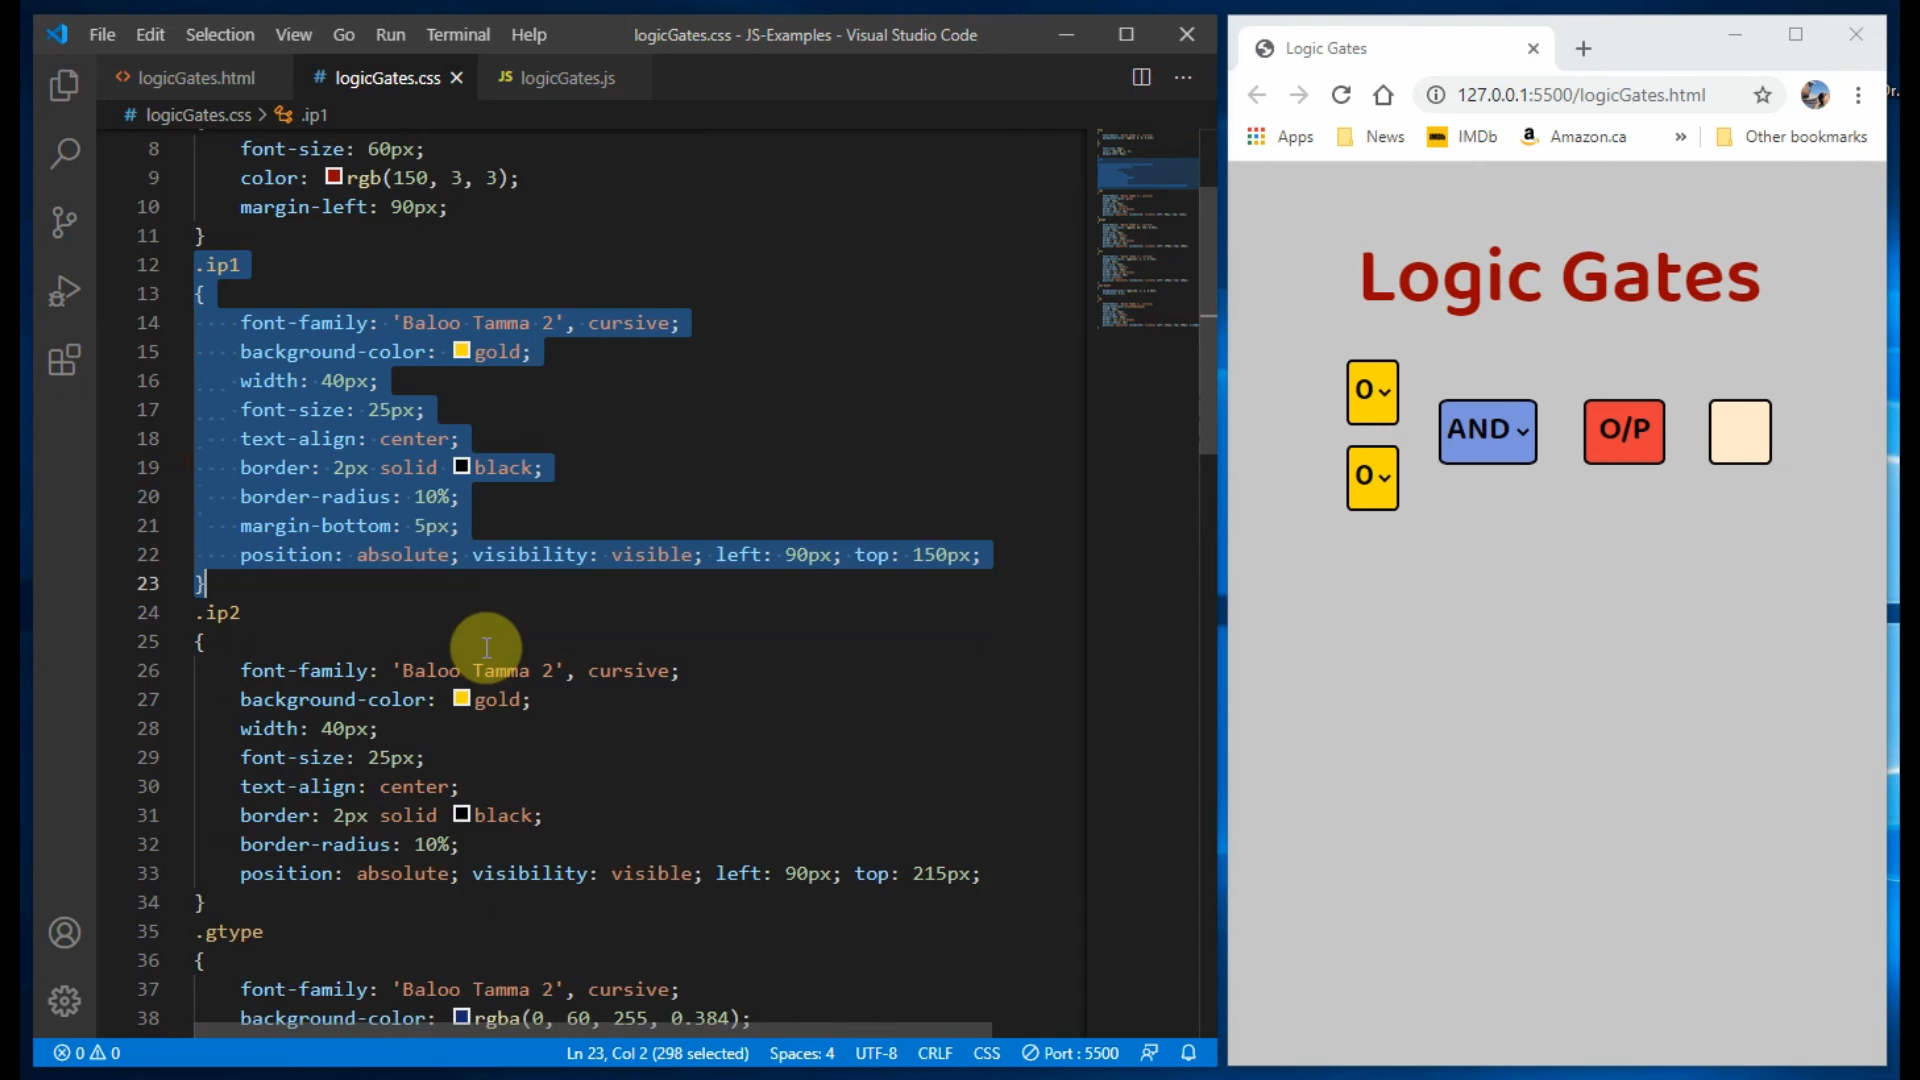 File Edit Selection View Go Run Terminal Help logicGates.css - JS-Examples - Visual Studio Code
logicGates.html # logicGates.css JS logicGates.js
# logicGates.css > .ip1
8 font-size: 60px;
9 color: rgb(150, 3, 3);
10 margin-left: 90px;
11 }
12 .ip1
13 {
14 font-family: 'Baloo Tamma 2', cursive;
15 background-color: gold;
16 width: 40px;
17 font-size: 25px;
18 text-align: center;
19 border: 2px solid black;
20 border-radius: 10%;
21 margin-bottom: 5px;
22 position: absolute; visibility: visible; left: 90px; top: 150px;
23 }
24 .ip2
25 {
26 font-family: 'Baloo Tamma 2', cursive;
27 background-color: gold;
28 width: 40px;
29 font-size: 25px;
30 text-align: center;
31 border: 2px solid black;
32 border-radius: 10%;
33 position: absolute; visibility: visible; left: 90px; top: 215px;
34 }
35 .gtype
36 {
37 font-family: 'Baloo Tamma 2', cursive;
38 background-color: rgba(0, 60, 255, 0.384);
0 0 Ln 23, Col 2 (298 selected) Spaces: 4 UTF-8 CRLF CSS Port : 5500
Logic Gates
127.0.0.1:5500/logicGates.html
Apps News IMDb Amazon.ca » Other bookmarks
Logic Gates
0
AND O/P
0